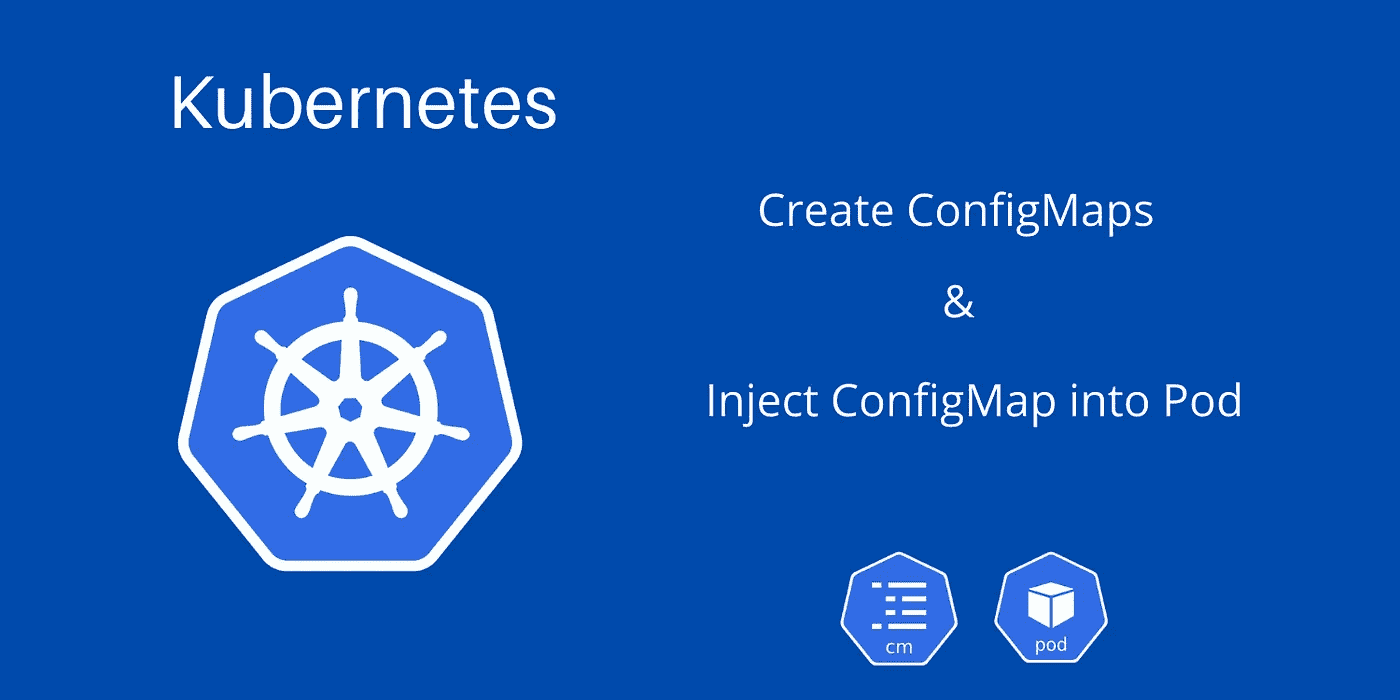 Kubernetes
Create ConfigMaps
&
Inject ConfigMap into Pod
cm
pod